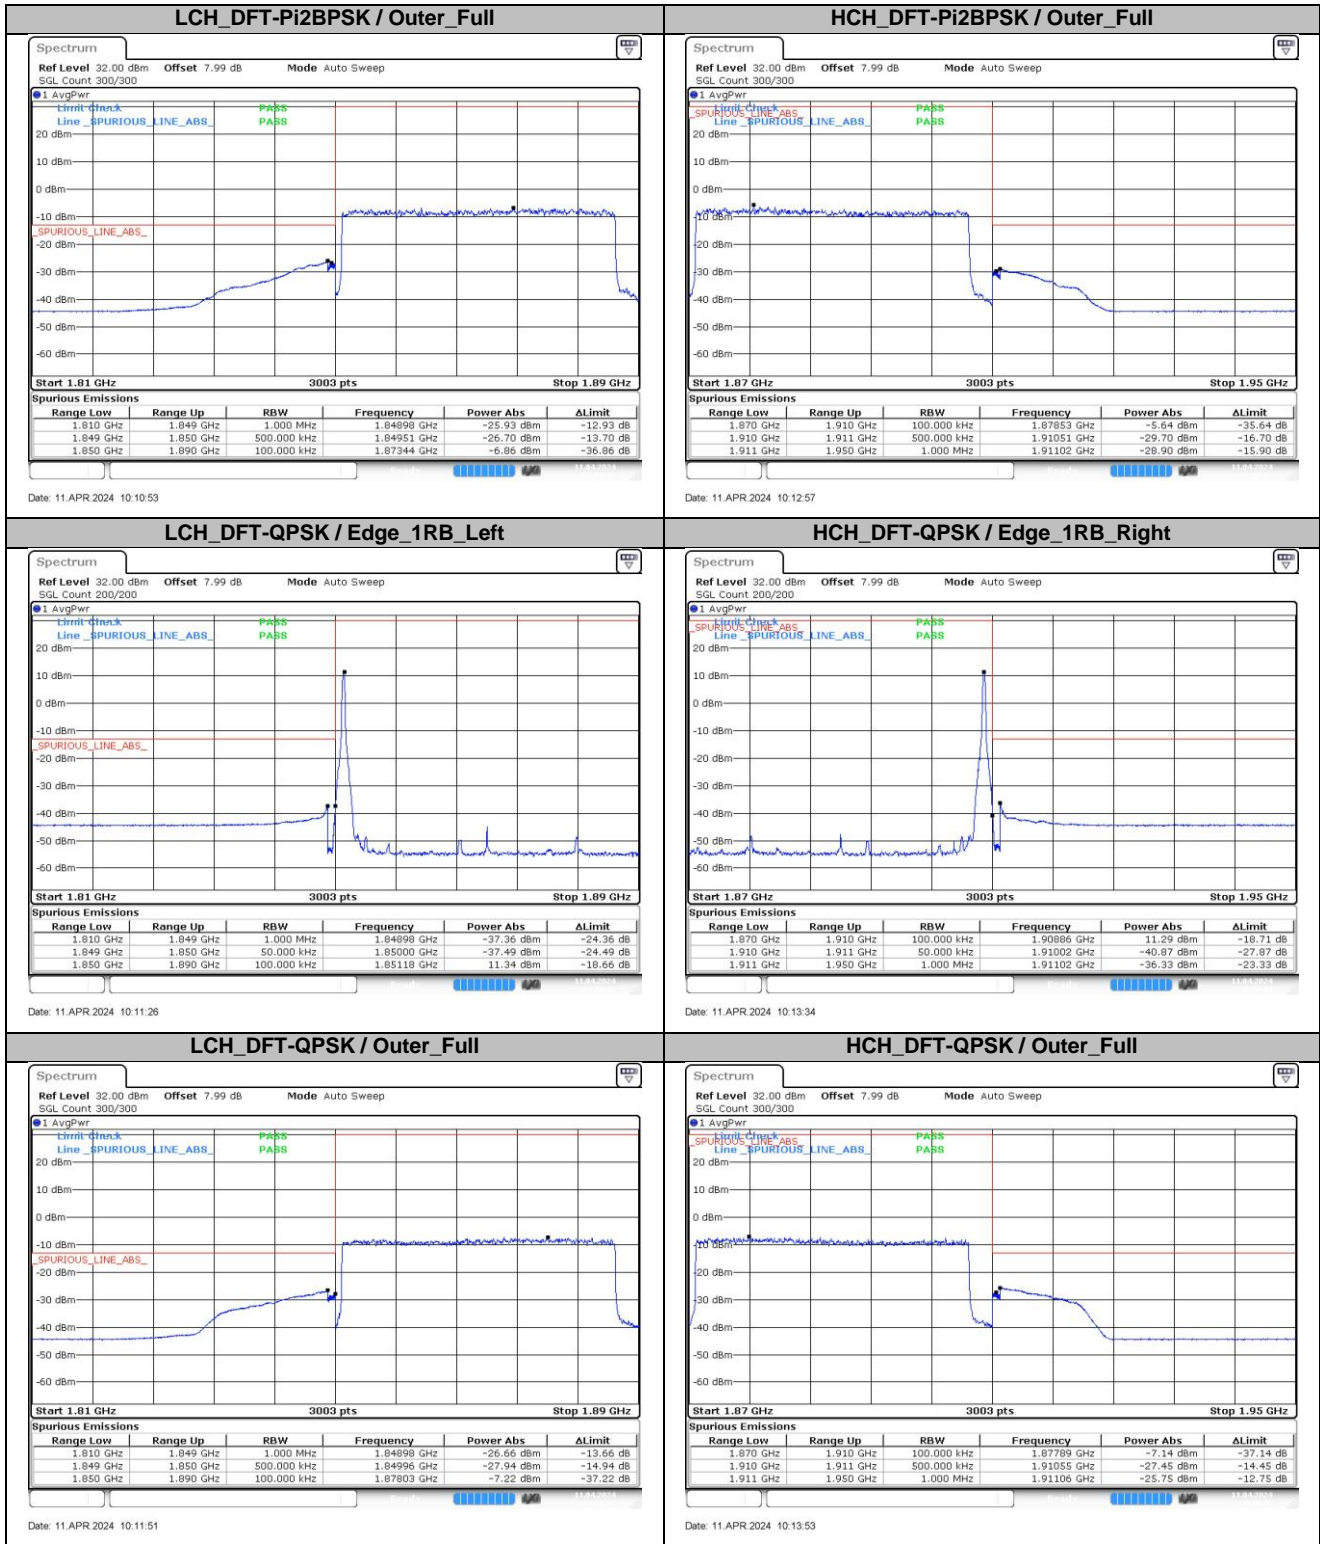 LCH_DFT-Pi2BPSK / Outer_Full
Spectrum
Ref Level 32.00 dBm Offset 7.99 dB Mode Auto Sweep
SGL Count 300/300
1 AvgPwr
Limit Check PASS
Line _SPURIOUS_LINE_ABS_ PASS
20 dBm
10 dBm
0 dBm
-10 dBm
_SPURIOUS_LINE_ABS_
-20 dBm
-30 dBm
-40 dBm
-50 dBm
-60 dBm
Start 1.81 GHz 3003 pts Stop 1.89 GHz
Spurious Emissions
Range Low Range Up RBW Frequency Power Abs ΔLimit
1.810 GHz 1.849 GHz 1.000 MHz 1.84898 GHz -25.93 dBm -12.93 dB
1.849 GHz 1.850 GHz 500.000 kHz 1.84951 GHz -26.70 dBm -13.70 dB
1.850 GHz 1.890 GHz 100.000 kHz 1.87344 GHz -6.86 dBm -36.86 dB
Date: 11.APR.2024 10:10:53
HCH_DFT-Pi2BPSK / Outer_Full
Spectrum
Ref Level 32.00 dBm Offset 7.99 dB Mode Auto Sweep
SGL Count 300/300
1 AvgPwr
Limit Check PASS
_SPURIOUS_LINE_ABS_
Line _SPURIOUS_LINE_ABS_ PASS
20 dBm
10 dBm
0 dBm
-10 dBm
-20 dBm
-30 dBm
-40 dBm
-50 dBm
-60 dBm
Start 1.87 GHz 3003 pts Stop 1.95 GHz
Spurious Emissions
Range Low Range Up RBW Frequency Power Abs ΔLimit
1.870 GHz 1.910 GHz 100.000 kHz 1.87853 GHz -5.64 dBm -35.64 dB
1.910 GHz 1.911 GHz 500.000 kHz 1.91051 GHz -29.70 dBm -16.70 dB
1.911 GHz 1.950 GHz 1.000 MHz 1.91102 GHz -28.90 dBm -15.90 dB
Date: 11.APR.2024 10:12:57
LCH_DFT-QPSK / Edge_1RB_Left
Spectrum
Ref Level 32.00 dBm Offset 7.99 dB Mode Auto Sweep
SGL Count 200/200
1 AvgPwr
Limit Check PASS
Line _SPURIOUS_LINE_ABS_ PASS
20 dBm
10 dBm
0 dBm
-10 dBm
_SPURIOUS_LINE_ABS_
-20 dBm
-30 dBm
-40 dBm
-50 dBm
-60 dBm
Start 1.81 GHz 3003 pts Stop 1.89 GHz
Spurious Emissions
Range Low Range Up RBW Frequency Power Abs ΔLimit
1.810 GHz 1.849 GHz 1.000 MHz 1.84898 GHz -37.36 dBm -24.36 dB
1.849 GHz 1.850 GHz 50.000 kHz 1.85000 GHz -37.49 dBm -24.49 dB
1.850 GHz 1.890 GHz 100.000 kHz 1.85118 GHz 11.34 dBm -18.66 dB
Date: 11.APR.2024 10:11:26
HCH_DFT-QPSK / Edge_1RB_Right
Spectrum
Ref Level 32.00 dBm Offset 7.99 dB Mode Auto Sweep
SGL Count 200/200
1 AvgPwr
Limit Check PASS
_SPURIOUS_LINE_ABS_
Line _SPURIOUS_LINE_ABS_ PASS
20 dBm
10 dBm
0 dBm
-10 dBm
-20 dBm
-30 dBm
-40 dBm
-50 dBm
-60 dBm
Start 1.87 GHz 3003 pts Stop 1.95 GHz
Spurious Emissions
Range Low Range Up RBW Frequency Power Abs ΔLimit
1.870 GHz 1.910 GHz 100.000 kHz 1.90886 GHz 11.29 dBm -18.71 dB
1.910 GHz 1.911 GHz 50.000 kHz 1.91002 GHz -40.87 dBm -27.87 dB
1.911 GHz 1.950 GHz 1.000 MHz 1.91102 GHz -36.33 dBm -23.33 dB
Date: 11.APR.2024 10:13:34
LCH_DFT-QPSK / Outer_Full
Spectrum
Ref Level 32.00 dBm Offset 7.99 dB Mode Auto Sweep
SGL Count 300/300
1 AvgPwr
Limit Check PASS
Line _SPURIOUS_LINE_ABS_ PASS
20 dBm
10 dBm
0 dBm
-10 dBm
_SPURIOUS_LINE_ABS_
-20 dBm
-30 dBm
-40 dBm
-50 dBm
-60 dBm
Start 1.81 GHz 3003 pts Stop 1.89 GHz
Spurious Emissions
Range Low Range Up RBW Frequency Power Abs ΔLimit
1.810 GHz 1.849 GHz 1.000 MHz 1.84898 GHz -26.66 dBm -13.66 dB
1.849 GHz 1.850 GHz 500.000 kHz 1.84996 GHz -27.94 dBm -14.94 dB
1.850 GHz 1.890 GHz 100.000 kHz 1.87803 GHz -7.22 dBm -37.22 dB
Date: 11.APR.2024 10:11:51
HCH_DFT-QPSK / Outer_Full
Spectrum
Ref Level 32.00 dBm Offset 7.99 dB Mode Auto Sweep
SGL Count 300/300
1 AvgPwr
Limit Check PASS
_SPURIOUS_LINE_ABS_
Line _SPURIOUS_LINE_ABS_ PASS
20 dBm
10 dBm
0 dBm
-10 dBm
-20 dBm
-30 dBm
-40 dBm
-50 dBm
-60 dBm
Start 1.87 GHz 3003 pts Stop 1.95 GHz
Spurious Emissions
Range Low Range Up RBW Frequency Power Abs ΔLimit
1.870 GHz 1.910 GHz 100.000 kHz 1.87789 GHz -7.14 dBm -37.14 dB
1.910 GHz 1.911 GHz 500.000 kHz 1.91055 GHz -27.45 dBm -14.45 dB
1.911 GHz 1.950 GHz 1.000 MHz 1.91106 GHz -25.75 dBm -12.75 dB
Date: 11.APR.2024 10:13:53